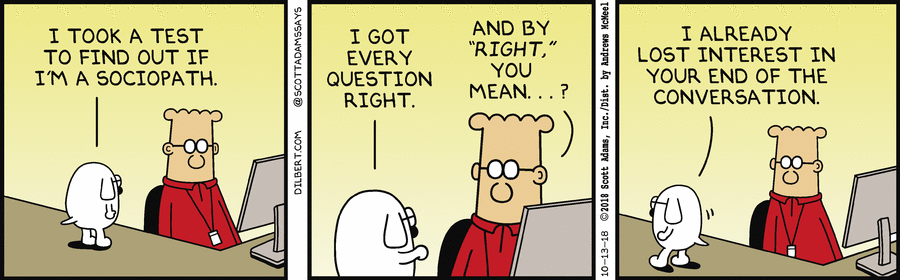 I TOOK A TEST
TO FIND OUT IF
I'M A SOCIOPATH.
DILBERT.COM @SCOTTADAMSSAYS
I GOT
EVERY
QUESTION
RIGHT.
AND BY
"RIGHT,"
YOU
MEAN...?
10-13-18 ©2018 Scott Adams, Inc./Dist. by Andrews McMeel
I ALREADY
LOST INTEREST IN
YOUR END OF THE
CONVERSATION.